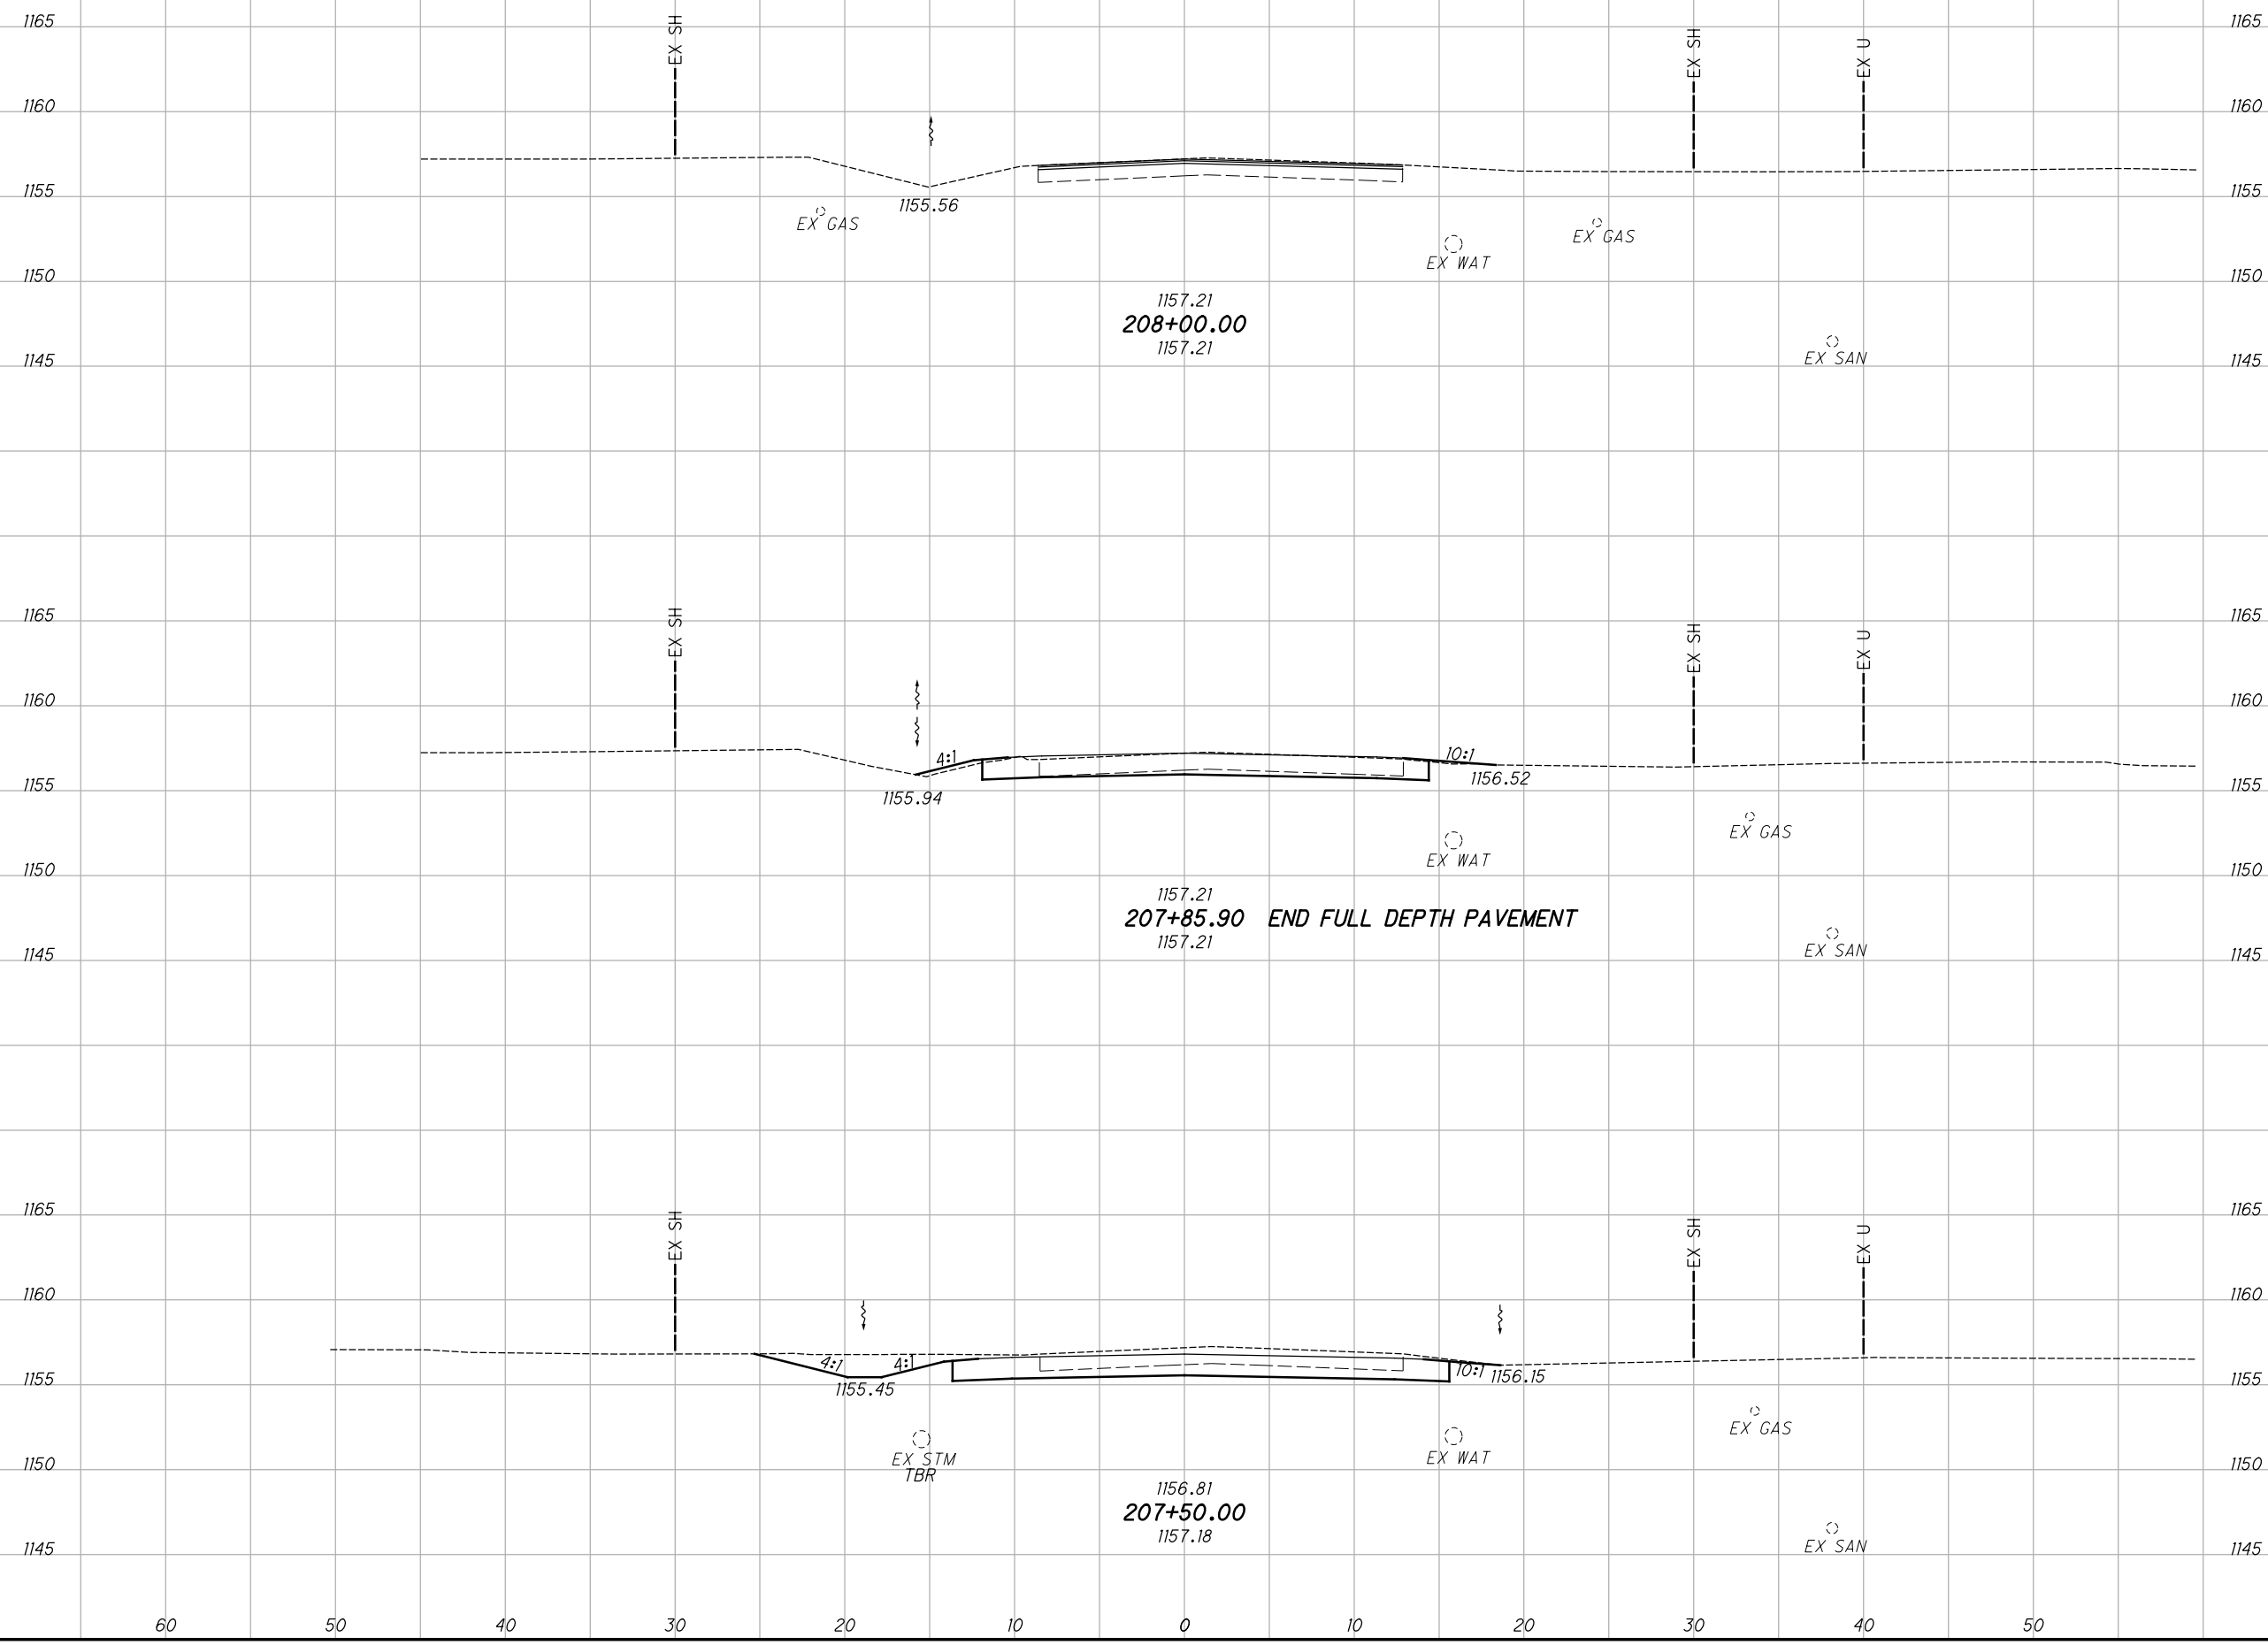 1165 EX SH 1165
EX SH EX U
1160 1160
1155 1155.56 1155
EX GAS EX GAS
EX WAT
1150 1150
1157.21
208+00.00
1157.21
1145 EX SAN 1145
1165 EX SH EX SH EX U 1165
1160 1160
4:1 10:1
1155 1155.94 1156.52 1155
EX GAS
EX WAT
1150 1150
1157.21
207+85.90 END FULL DEPTH PAVEMENT
1157.21
1145 EX SAN 1145
1165 EX SH EX SH EX U 1165
1160 1160
4:1 4:1 10:1
1155 1155.45 1156.15 1155
EX GAS
EX STM EX WAT
TBR
1150 1150
1156.81
207+50.00
1157.18
1145 EX SAN 1145
60 50 40 30 20 10 0 10 20 30 40 50